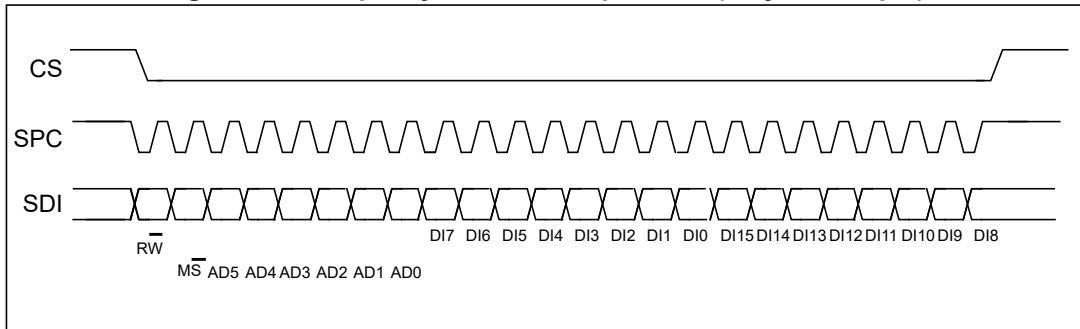 CS
SPC
SDI
DI7 DI6 DI5 DI4 DI3 DI2 DI1 DI0 DI15 DI14 DI13 DI12 DI11 DI10 DI9 DI8
RW̅
MS̅ AD5 AD4 AD3 AD2 AD1 AD0